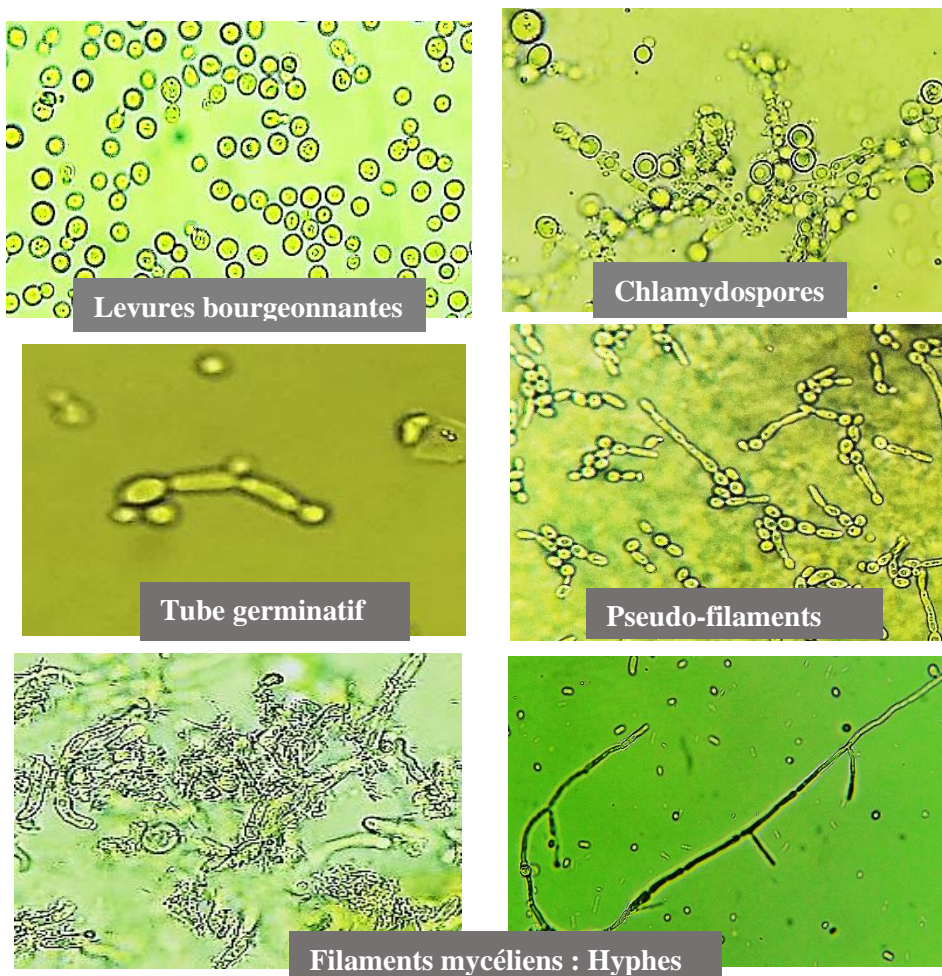 Levures bourgeonnantes
Chlamydospores
Tube germinatif
Pseudo-filaments
Filaments mycéliens : Hyphes